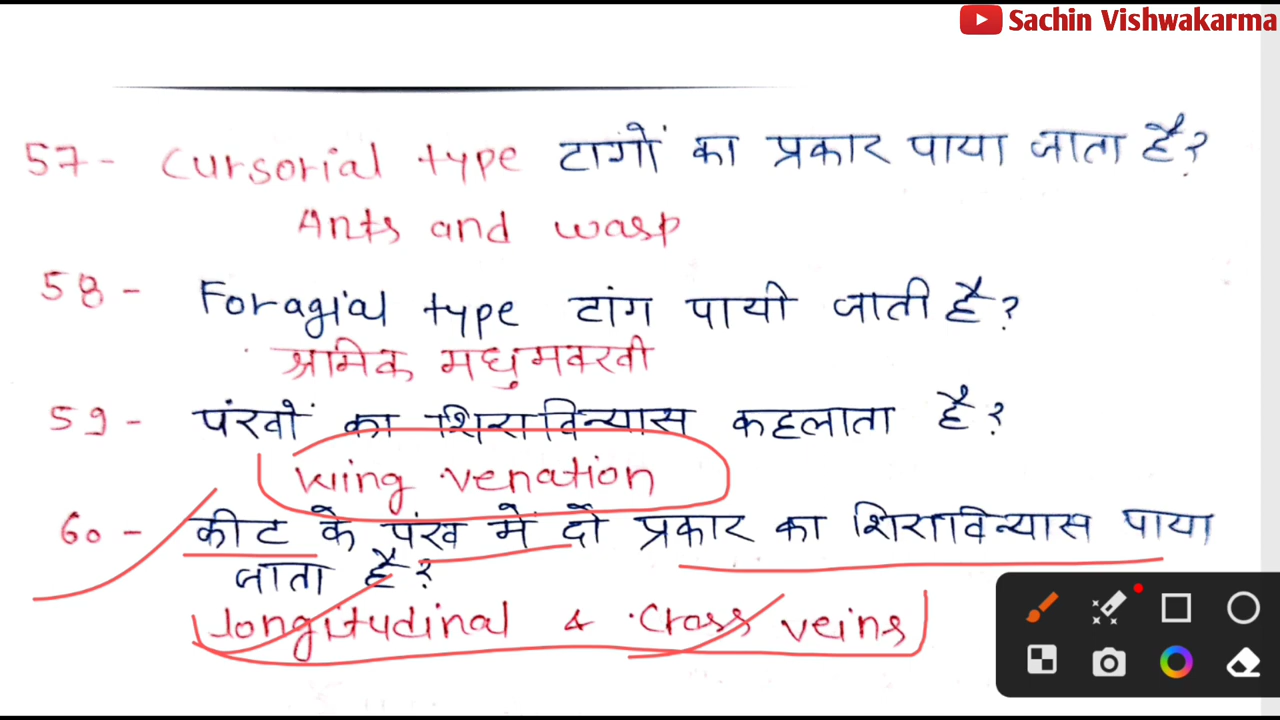 Sachin Vishwakarma
57- Cursorial type टागों का प्रकार पाया जाता है?
Ants and wasp
58- Foragial type टांग पायी जाती है?
श्रामिक मधुमक्खी
59- पंखों का शिराविन्यास कहलाता है?
wing venation
60- कीट के पंख में दो प्रकार का शिराविन्यास पाया
जाता है?
longitudinal & cross veins